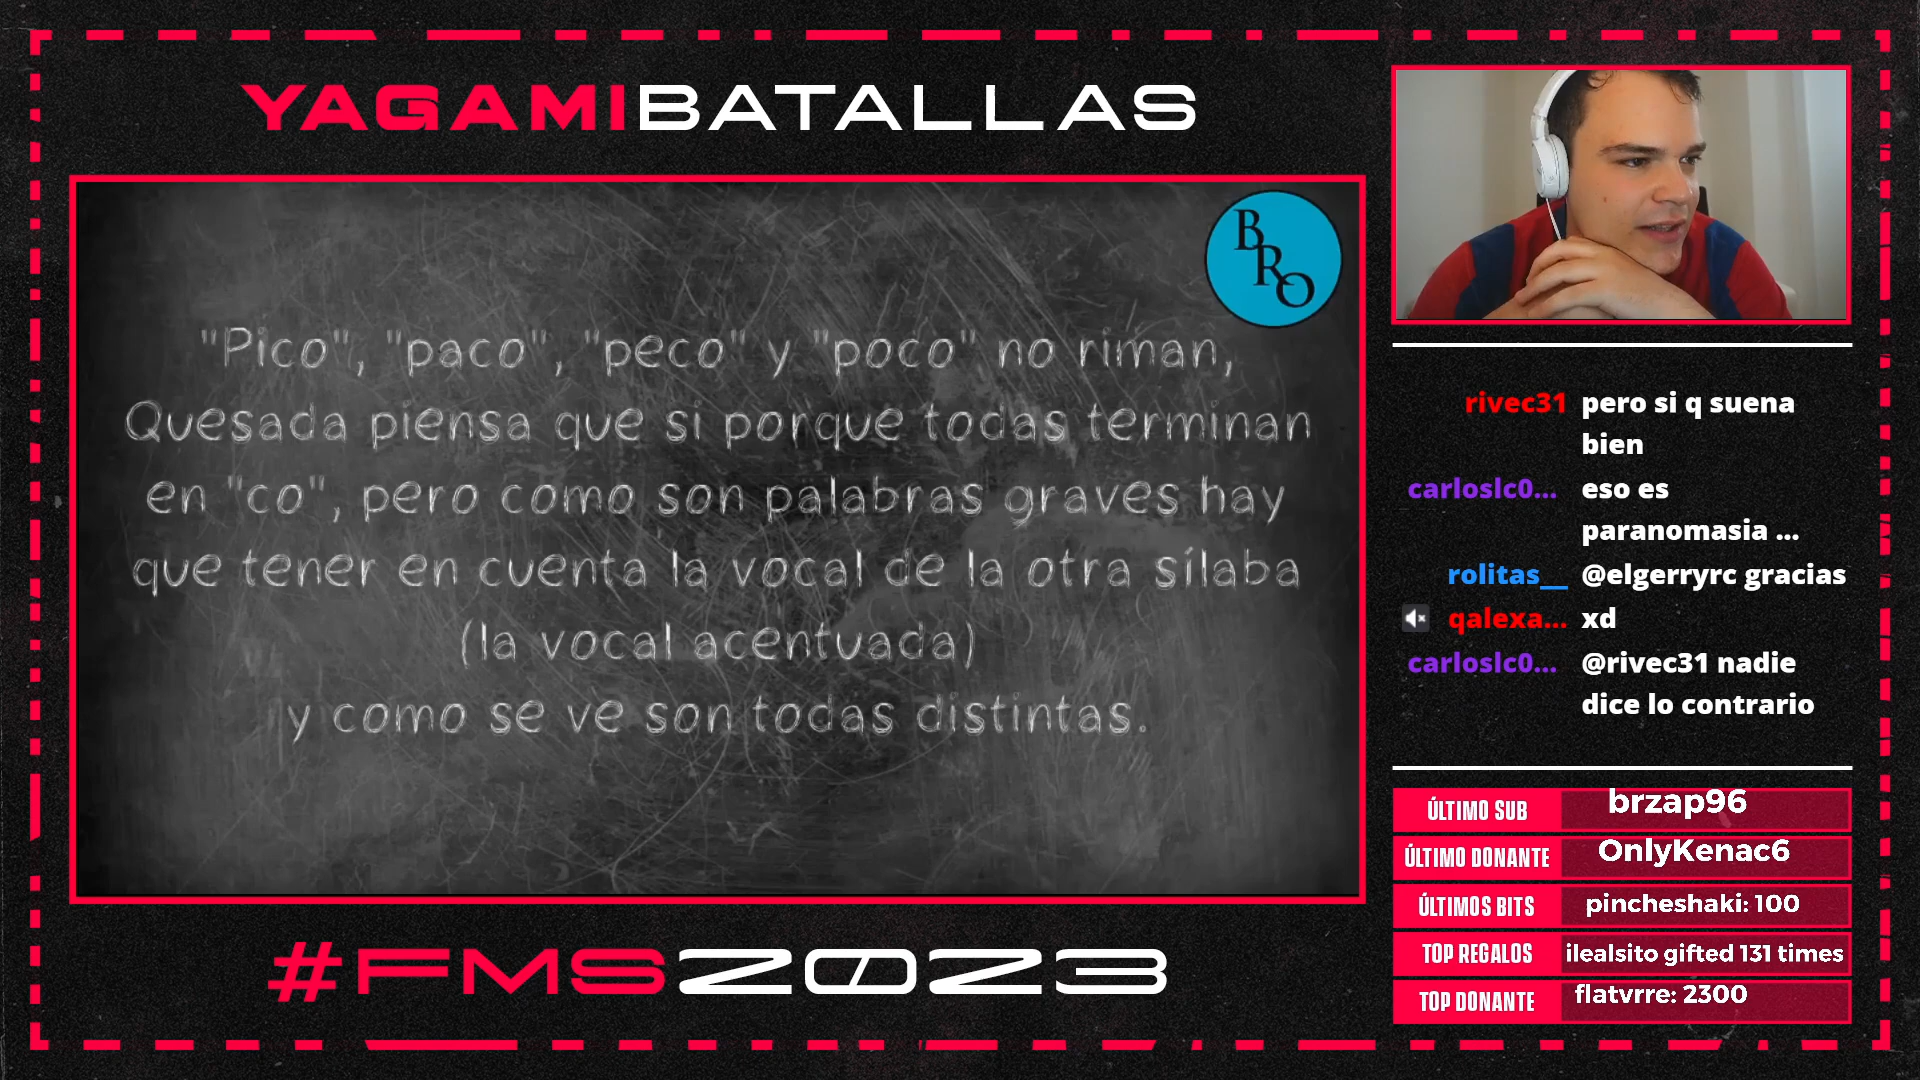 YAGAMIBATALLAS
BRO
"Pico", "paco", "peco" y "poco" no riman,
Quesada piensa que si porque todas terminan
en "co", pero como son palabras graves hay
que tener en cuenta la vocal de la otra sílaba
(la vocal acentuada)
y como se ve son todas distintas.
#FMS2023
rivec31 pero si q suena
bien
carloslc0... eso es
paranomasia ...
rolitas__ @elgerryrc gracias
qalexa... xd
carloslc0... @rivec31 nadie
dice lo contrario
ÚLTIMO SUB brzap96
ÚLTIMO DONANTE OnlyKenac6
ÚLTIMOS BITS pincheshaki: 100
TOP REGALOS ilealsito gifted 131 times
TOP DONANTE flatvrre: 2300